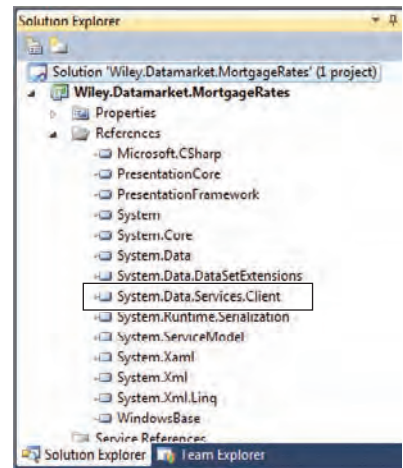 Solution Explorer
Solution 'Wiley.Datamarket.MortgageRates' (1 project)
Wiley.Datamarket.MortgageRates
Properties
References
Microsoft.CSharp
PresentationCore
PresentationFramework
System
System.Core
System.Data
System.Data.DataSetExtensions
System.Data.Services.Client
System.Runtime.Serialization
System.ServiceModel
System.Xaml
System.Xml
System.Xml.Linq
WindowsBase
Service References
Solution Explorer Team Explorer